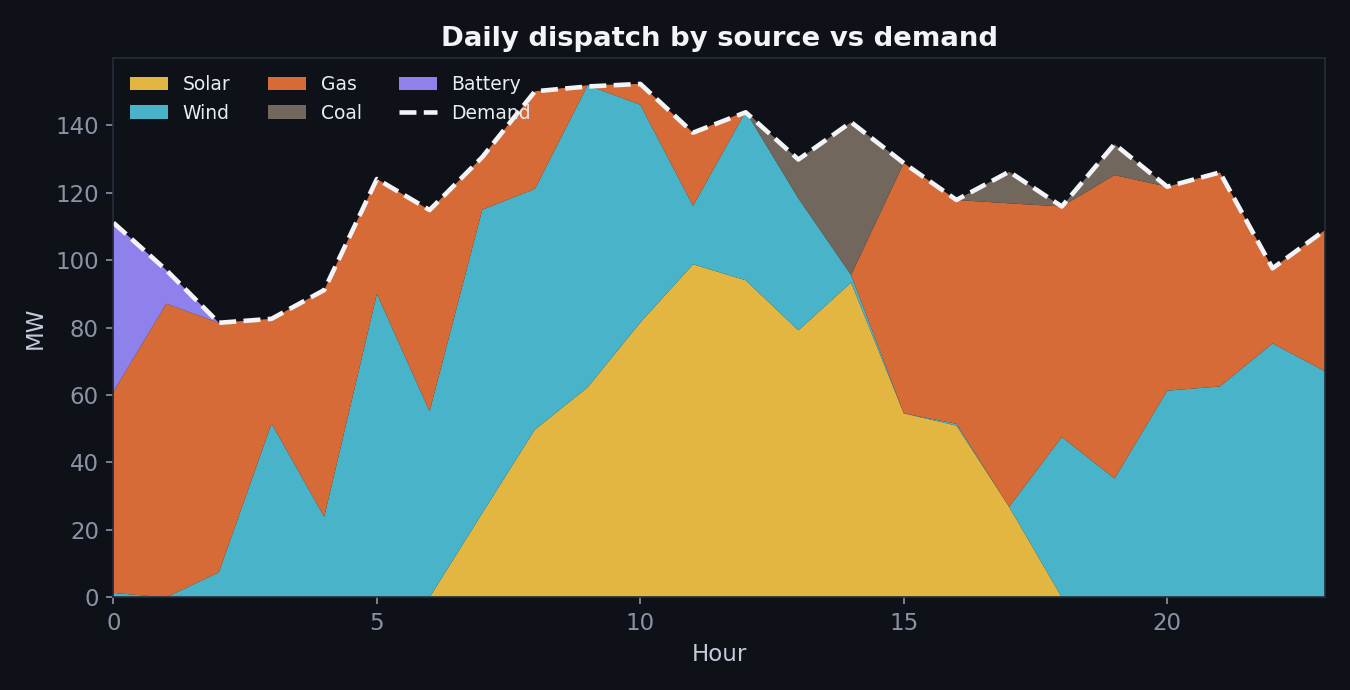 Daily dispatch by source vs demand
Solar Gas Battery
Wind Coal Demand
MW
140
120
100
80
60
40
20
0
0 5 10 15 20
Hour